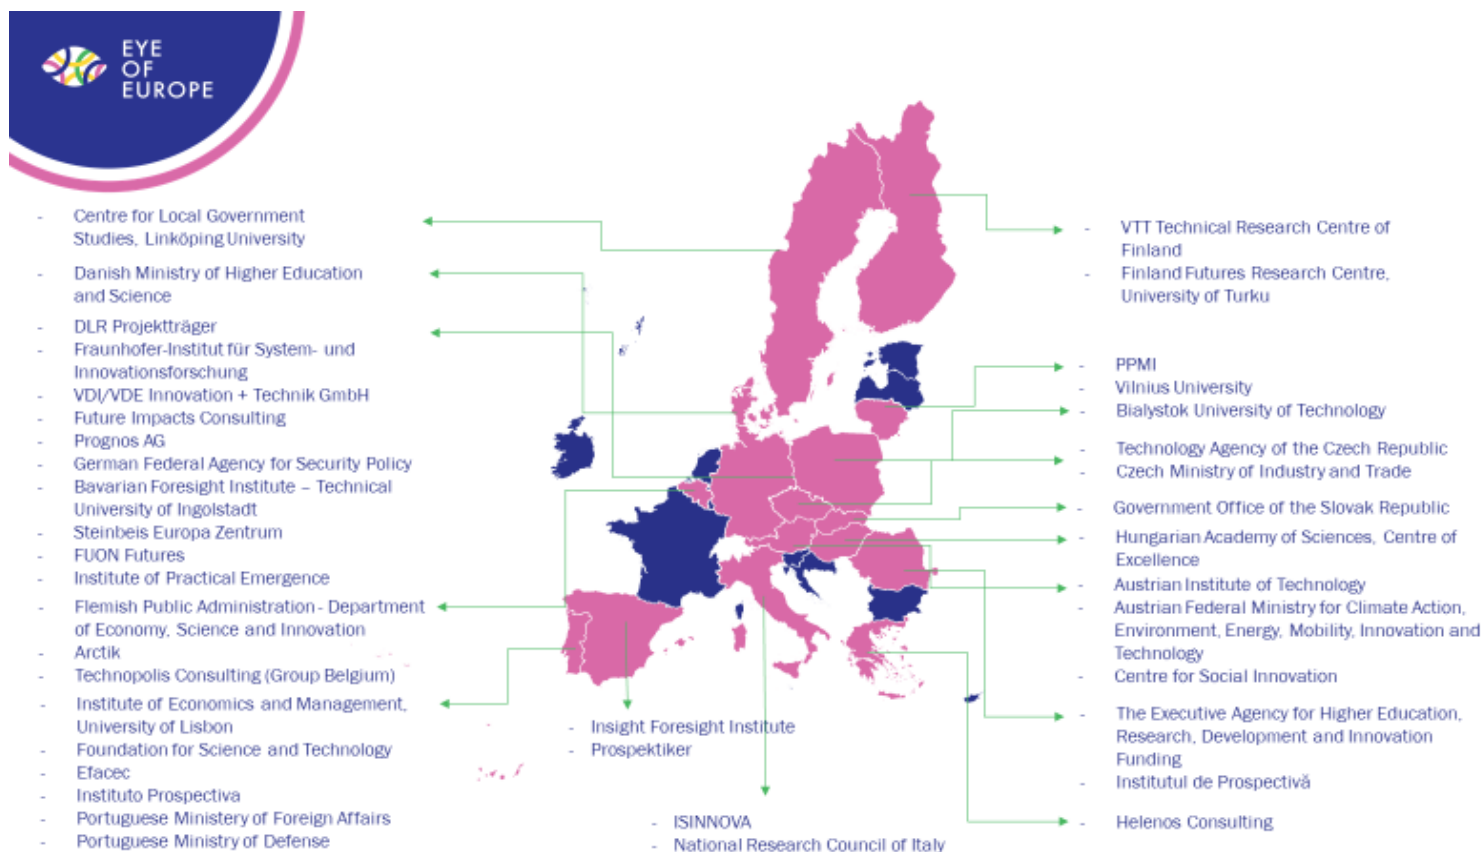 EYE
OF
EUROPE
- Centre for Local Government
Studies, Linköping University
- Danish Ministry of Higher Education
and Science
- DLR Projektträger
- Fraunhofer-Institut für System- und
Innovationsforschung
- VDI/VDE Innovation + Technik GmbH
- Future Impacts Consulting
- Prognos AG
- German Federal Agency for Security Policy
- Bavarian Foresight Institute – Technical
University of Ingolstadt
- Steinbeis Europa Zentrum
- FUON Futures
- Institute of Practical Emergence
- Flemish Public Administration - Department
of Economy, Science and Innovation
- Arctik
- Technopolis Consulting (Group Belgium)
- Institute of Economics and Management,
University of Lisbon
- Foundation for Science and Technology
- Efacec
- Instituto Prospectiva
- Portuguese Ministery of Foreign Affairs
- Portuguese Ministry of Defense
- Insight Foresight Institute
- Prospektiker
- ISINNOVA
- National Research Council of Italy
- VTT Technical Research Centre of
Finland
- Finland Futures Research Centre,
University of Turku
- PPMI
- Vilnius University
- Bialystok University of Technology
- Technology Agency of the Czech Republic
- Czech Ministry of Industry and Trade
- Government Office of the Slovak Republic
- Hungarian Academy of Sciences, Centre of
Excellence
- Austrian Institute of Technology
- Austrian Federal Ministry for Climate Action,
Environment, Energy, Mobility, Innovation and
Technology
- Centre for Social Innovation
- The Executive Agency for Higher Education,
Research, Development and Innovation
Funding
- Institutul de Prospectivă
- Helenos Consulting